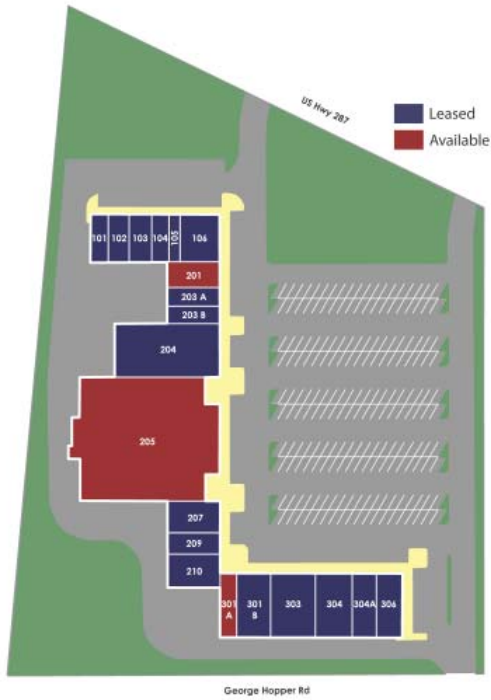 US Hwy 287
Leased
Available
101 102 103 104 105 106
201
203 A
203 B
204
205
207
209
210
301
A
301
B
303 304 304A 306
George Hopper Rd